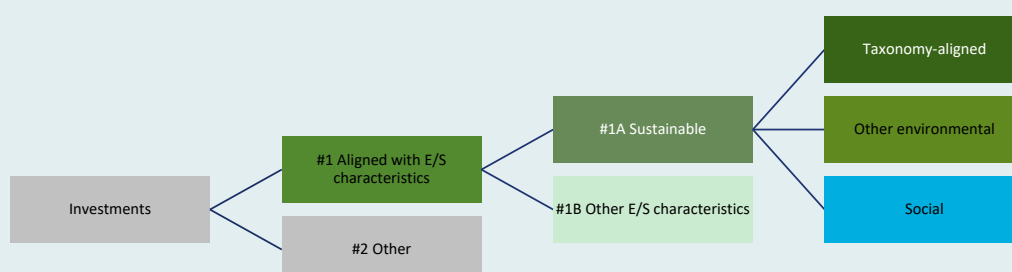 Investments
#1 Aligned with E/S
characteristics
#2 Other
#1A Sustainable
#1B Other E/S characteristics
Taxonomy-aligned
Other environmental
Social